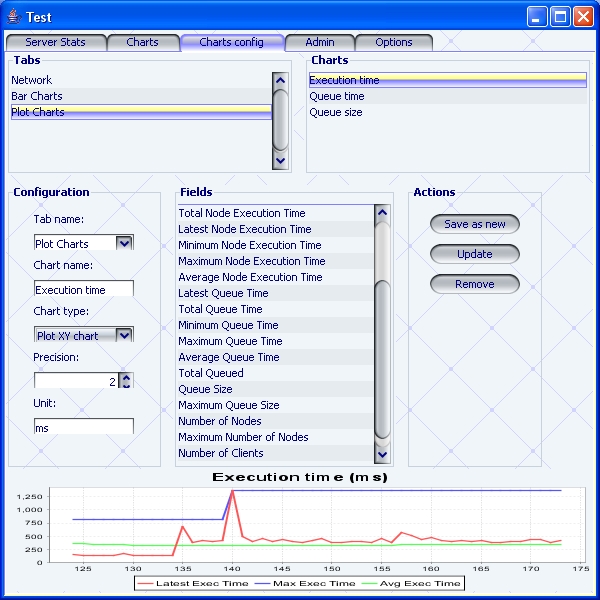 Test
Server Stats
Charts
Charts config
Admin
Options
Tabs
Network
Bar Charts
Plot Charts
Charts
Execution time
Queue time
Queue size
Configuration
Tab name:
Plot Charts
Chart name:
Execution time
Chart type:
Plot XY chart
Precision:
2
Unit:
ms
Fields
Total Node Execution Time
Latest Node Execution Time
Minimum Node Execution Time
Maximum Node Execution Time
Average Node Execution Time
Latest Queue Time
Total Queue Time
Minimum Queue Time
Maximum Queue Time
Average Queue Time
Total Queued
Queue Size
Maximum Queue Size
Number of Nodes
Maximum Number of Nodes
Number of Clients
Actions
Save as new
Update
Remove
Execution time (ms)
1,250
1,000
750
500
250
0
125 130 135 140 145 150 155 160 165 170 175
Latest Exec Time Max Exec Time Avg Exec Time